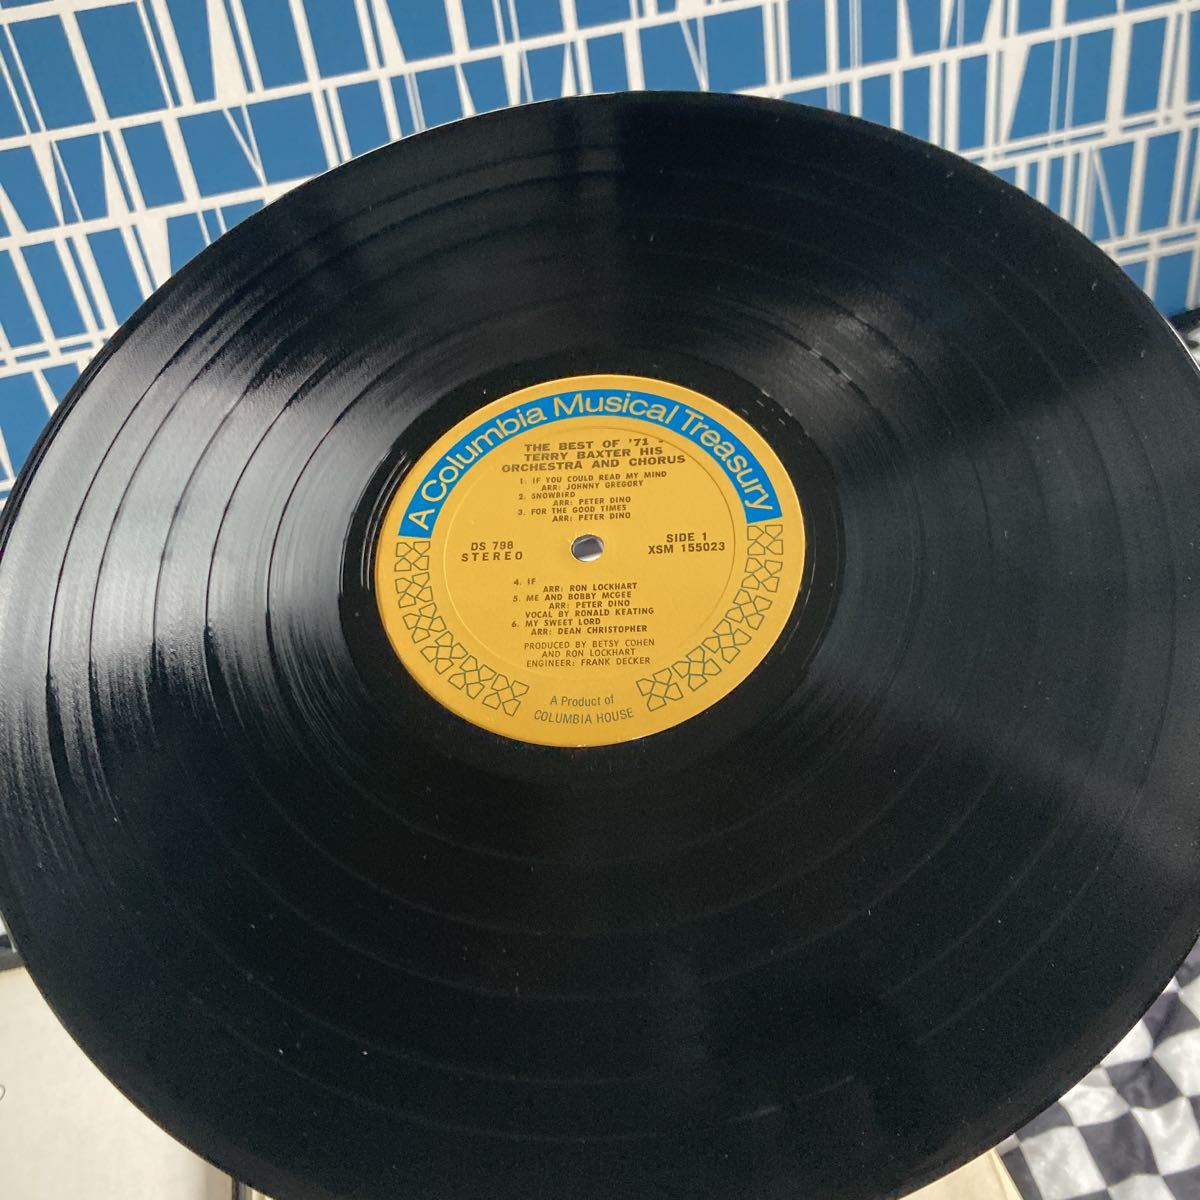 A Columbia Musical Treasury
THE BEST OF '71 -
TERRY BAXTER HIS
ORCHESTRA AND CHORUS
1. IF YOU COULD READ MY MIND
ARR: JOHNNY GREGORY
2. SNOWBIRD
ARR: PETER DINO
3. FOR THE GOOD TIMES
ARR: PETER DINO
DS 798
STEREO
SIDE 1
XSM 155023
4. IF
ARR: RON LOCKHART
5. ME AND BOBBY MCGEE
ARR: PETER DINO
VOCAL BY RONALD KEATING
6. MY SWEET LORD
ARR: DEAN CHRISTOPHER
PRODUCED BY BETSY COHEN
AND RON LOCKHART
ENGINEER: FRANK DECKER
A Product of
COLUMBIA HOUSE